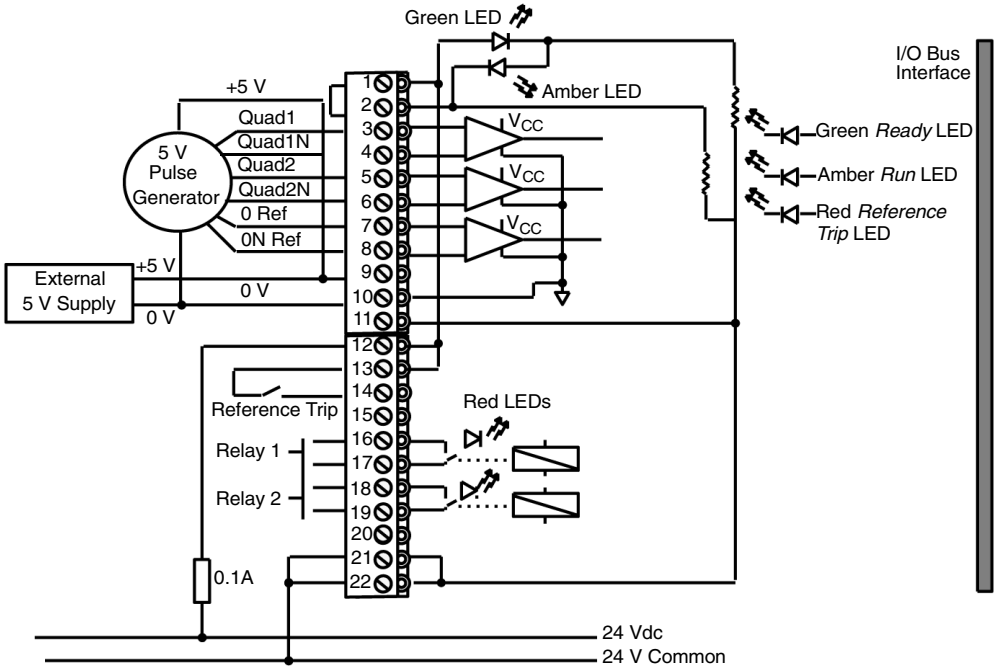 Green LED
I/O Bus
Interface
Amber LED
+5 V
Quad1
Quad1N
Quad2
Quad2N
0 Ref
0N Ref
5 V
Pulse
Generator
1
2
3
4
5
6
7
8
9
10
11
12
13
14
15
16
17
18
19
20
21
22
VCC
VCC
VCC
Green Ready LED
Amber Run LED
Red Reference
Trip LED
External
5 V Supply
+5 V
0 V
0 V
Reference Trip
Red LEDs
Relay 1
Relay 2
0.1A
24 Vdc
24 V Common